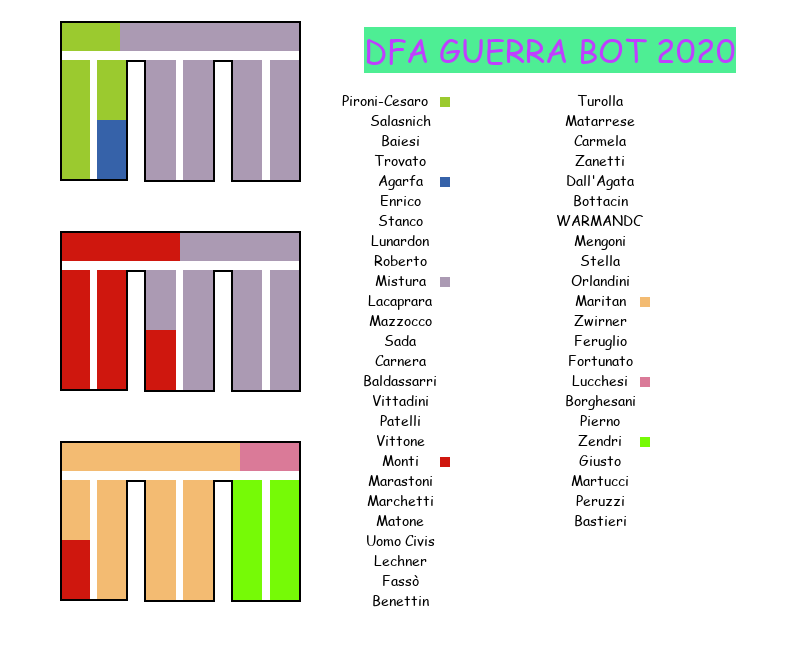 DFA GUERRA BOT 2020
Pironi-Cesaro
Salasnich
Baiesi
Trovato
Agarfa
Enrico
Stanco
Lunardon
Roberto
Mistura
Lacaprara
Mazzocco
Sada
Carnera
Baldassarri
Vittadini
Patelli
Vittone
Monti
Marastoni
Marchetti
Matone
Uomo Civis
Lechner
Fassò
Benettin
Turolla
Matarrese
Carmela
Zanetti
Dall'Agata
Bottacin
WARMANDC
Mengoni
Stella
Orlandini
Maritan
Zwirner
Feruglio
Fortunato
Lucchesi
Borghesani
Pierno
Zendri
Giusto
Martucci
Peruzzi
Bastieri